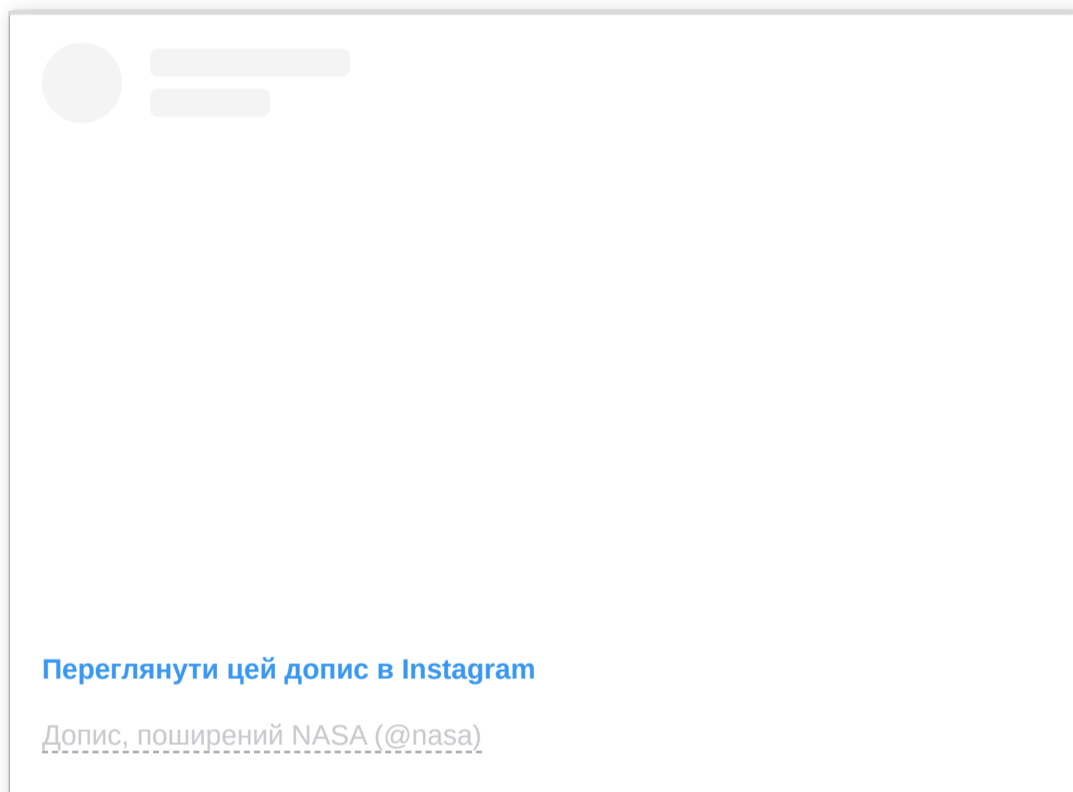 Переглянути цей допис в Instagram
Допис, поширений NASA (@nasa)